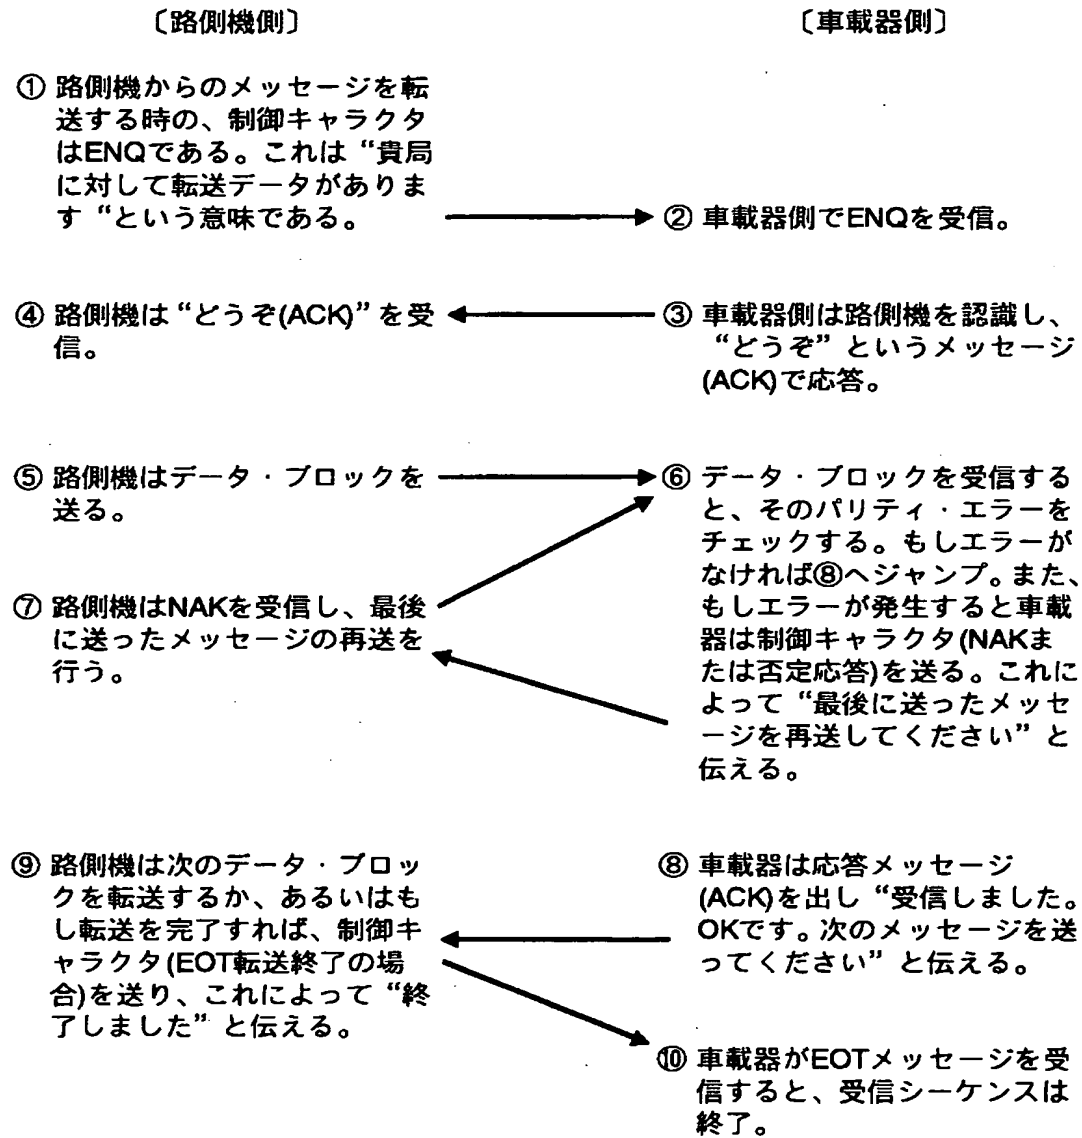 〔路側機側〕
〔車載器側〕
① 路側機からのメッセージを転
送する時の、制御キャラクタ
はENQである。これは“貴局
に対して転送データがありま
す“という意味である。
② 車載器側でENQを受信。
④ 路側機は“どうぞ(ACK)”を受
信。
③ 車載器側は路側機を認識し、
“どうぞ”というメッセージ
(ACK)で応答。
⑤ 路側機はデータ・ブロックを
送る。
⑥ データ・ブロックを受信する
と、そのパリティ・エラーを
チェックする。もしエラーが
なければ⑧へジャンプ。また、
もしエラーが発生すると車載
器は制御キャラクタ(NAKま
たは否定応答)を送る。これに
よって“最後に送ったメッセ
ージを再送してください”と
伝える。
⑦ 路側機はNAKを受信し、最後
に送ったメッセージの再送を
行う。
⑨ 路側機は次のデータ・ブロッ
クを転送するか、あるいはも
し転送を完了すれば、制御キ
ャラクタ(EOT転送終了の場
合)を送り、これによって“終
了しました”と伝える。
⑧ 車載器は応答メッセージ
(ACK)を出し“受信しました。
OKです。次のメッセージを送
ってください”と伝える。
⑩ 車載器がEOTメッセージを受
信すると、受信シーケンスは
終了。